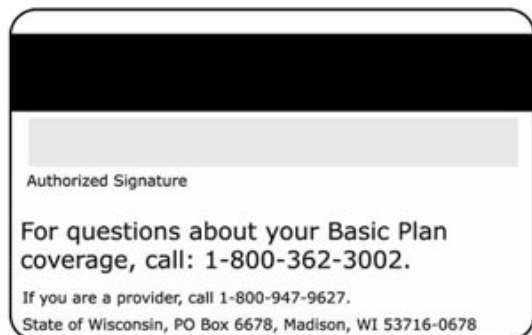 Authorized Signature
For questions about your Basic Plan
coverage, call: 1-800-362-3002.
If you are a provider, call 1-800-947-9627.
State of Wisconsin, PO Box 6678, Madison, WI 53716-0678